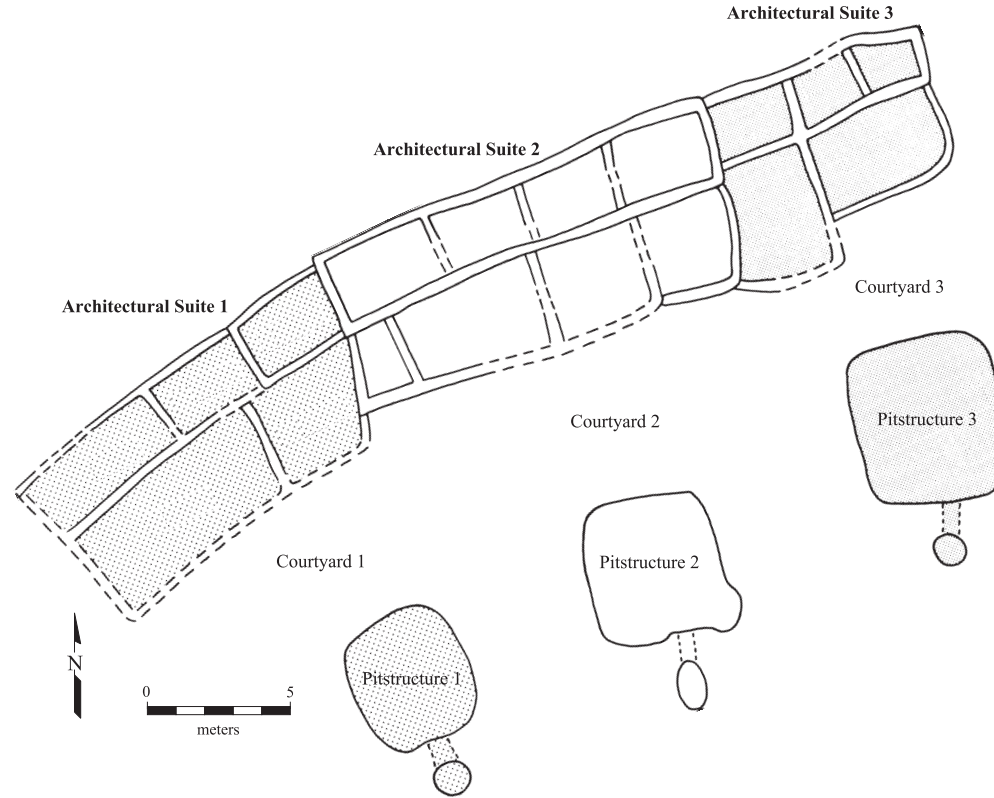 Architectural Suite 3
Architectural Suite 2
Courtyard 3
Architectural Suite 1
Pitstructure 3
Courtyard 2
Courtyard 1
Pitstructure 2
N
Pitstructure 1
0 5
meters